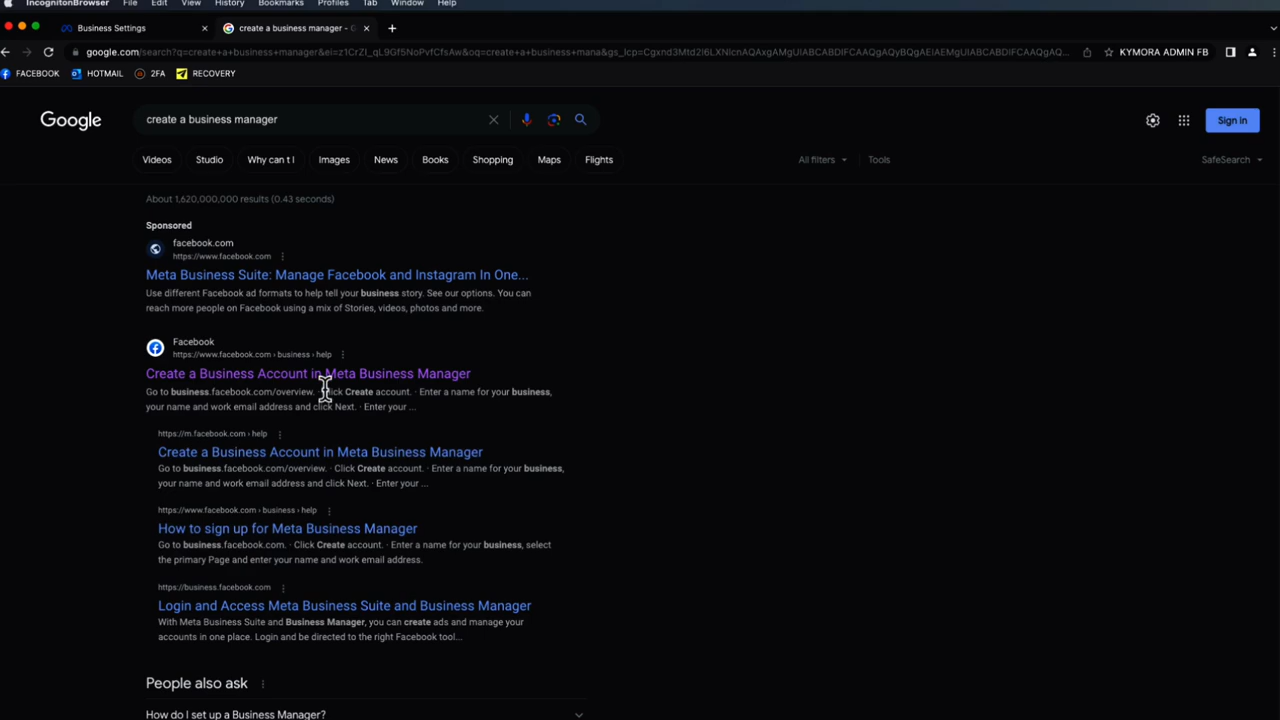 IncognitonBrowser File Edit View History Bookmarks Profiles Tab Window Help
Business Settings create a business manager - G
google.com/search?q=create+a+business+manager&ei=z1CrZI_qL9Gf5NoPvfCfsAw&oq=create+a+business+mana&gs_lcp=Cgxnd3Mtd2l6LXNlcnAQAxgAMgUIABCABDIFCAAQgAQyBQgAEIAEMgUIABCABDIFCAAQgAQ... KYMORA ADMIN FB
FACEBOOK HOTMAIL 2FA RECOVERY
Google create a business manager Sign in
Videos Studio Why can t I Images News Books Shopping Maps Flights All filters Tools SafeSearch
About 1,620,000,000 results (0.43 seconds)
Sponsored
facebook.com
https://www.facebook.com
Meta Business Suite: Manage Facebook and Instagram In One...
Use different Facebook ad formats to help tell your business story. See our options. You can
reach more people on Facebook using a mix of Stories, videos, photos and more.
Facebook
https://www.facebook.com › business › help
Create a Business Account in Meta Business Manager
Go to business.facebook.com/overview. · Click Create account. · Enter a name for your business,
your name and work email address and click Next. · Enter your ...
https://m.facebook.com › help
Create a Business Account in Meta Business Manager
Go to business.facebook.com/overview. · Click Create account. · Enter a name for your business,
your name and work email address and click Next. · Enter your ...
https://www.facebook.com › business › help
How to sign up for Meta Business Manager
Go to business.facebook.com. · Click Create account. · Enter a name for your business, select
the primary Page and enter your name and work email address.
https://business.facebook.com
Login and Access Meta Business Suite and Business Manager
With Meta Business Suite and Business Manager, you can create ads and manage your
accounts in one place. Login and be directed to the right Facebook tool...
People also ask
How do I set up a Business Manager?